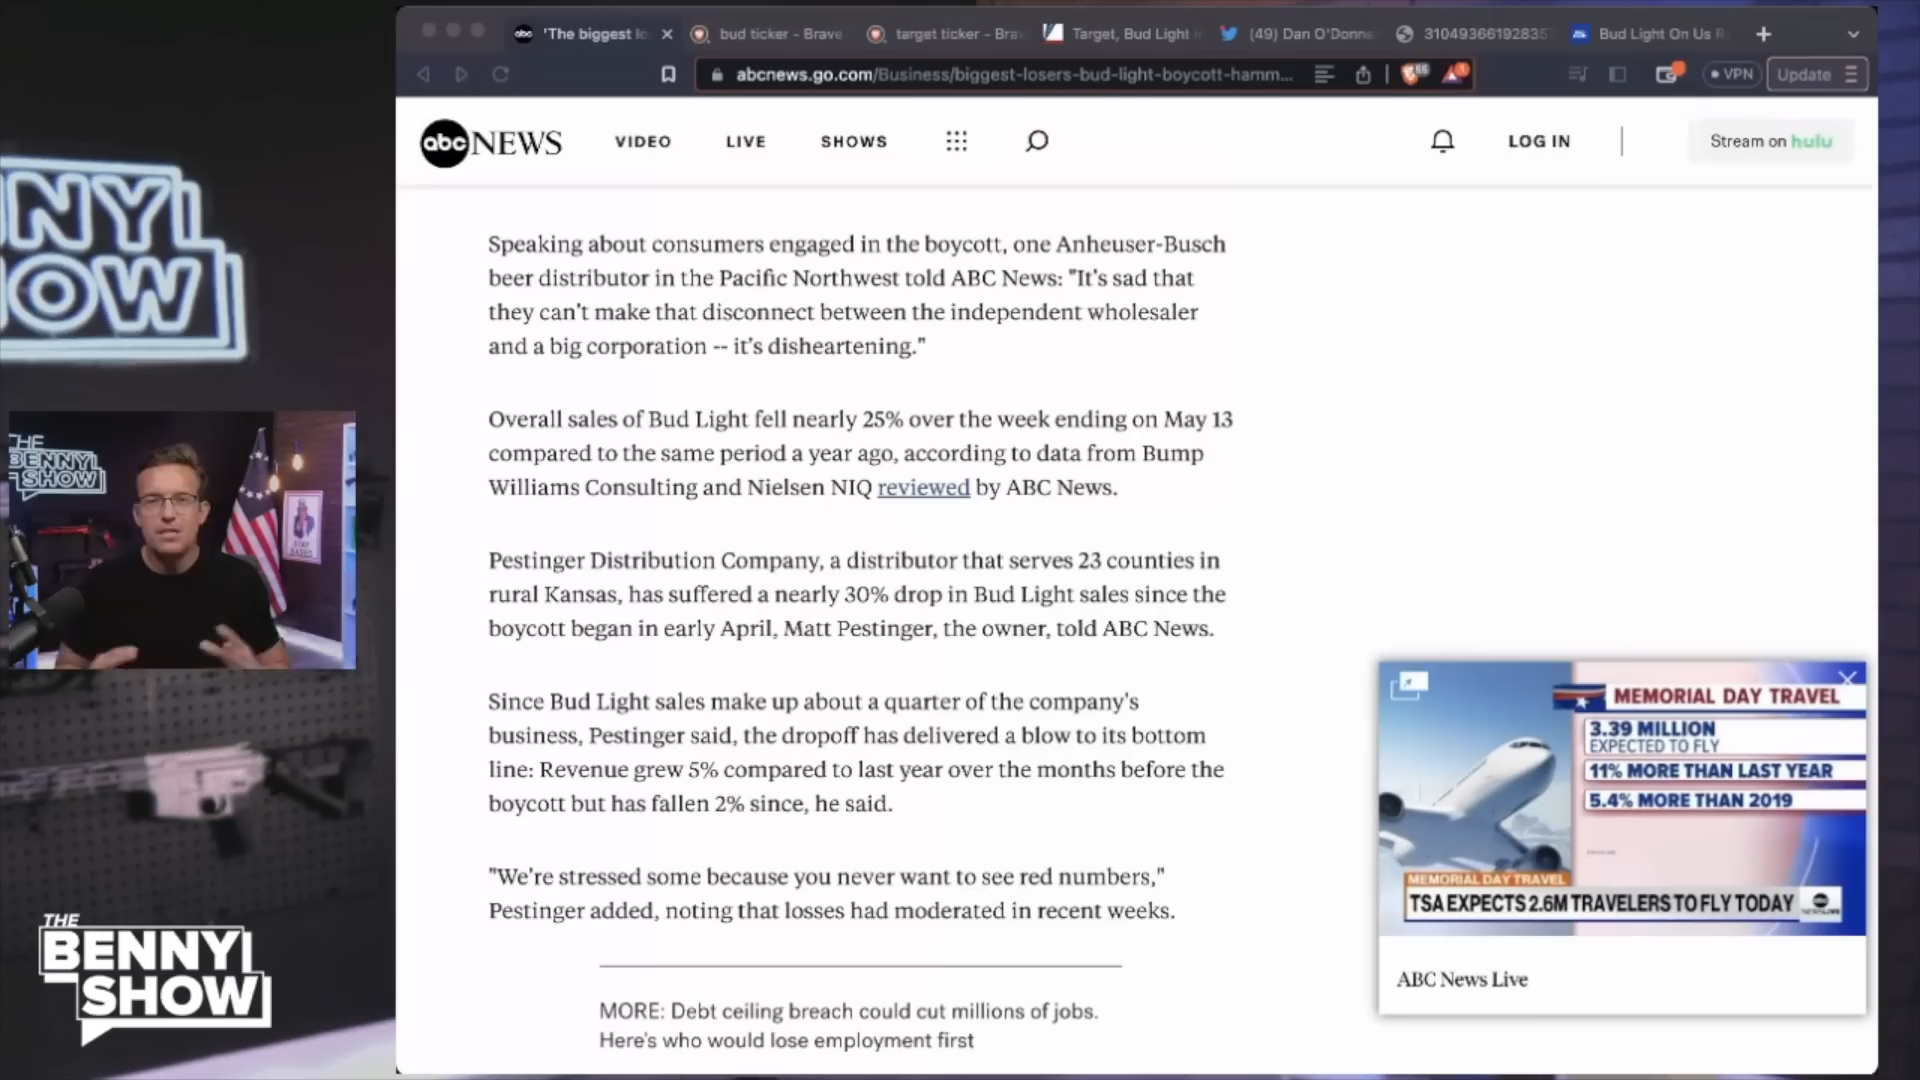 'The biggest lo
bud ticker - Brave
target ticker - Brav
Target, Bud Light i
(49) Dan O'Donne
31049366192835
Bud Light On Us R
abcnews.go.com/Business/biggest-losers-bud-light-boycott-hamm...
VPN
Update
abc NEWS
VIDEO
LIVE
SHOWS
LOG IN
Stream on hulu
Speaking about consumers engaged in the boycott, one Anheuser-Busch
beer distributor in the Pacific Northwest told ABC News: "It's sad that
they can't make that disconnect between the independent wholesaler
and a big corporation -- it's disheartening."
Overall sales of Bud Light fell nearly 25% over the week ending on May 13
compared to the same period a year ago, according to data from Bump
Williams Consulting and Nielsen NIQ reviewed by ABC News.
Pestinger Distribution Company, a distributor that serves 23 counties in
rural Kansas, has suffered a nearly 30% drop in Bud Light sales since the
boycott began in early April, Matt Pestinger, the owner, told ABC News.
Since Bud Light sales make up about a quarter of the company's
business, Pestinger said, the dropoff has delivered a blow to its bottom
line: Revenue grew 5% compared to last year over the months before the
boycott but has fallen 2% since, he said.
"We're stressed some because you never want to see red numbers,"
Pestinger added, noting that losses had moderated in recent weeks.
MORE: Debt ceiling breach could cut millions of jobs.
Here's who would lose employment first
MEMORIAL DAY TRAVEL
3.39 MILLION
EXPECTED TO FLY
11% MORE THAN LAST YEAR
5.4% MORE THAN 2019
MEMORIAL DAY TRAVEL
TSA EXPECTS 2.6M TRAVELERS TO FLY TODAY
ABC News Live
NNY
HOW
THE
BENNY
SHOW
STAY
BASED
THE
BENNY
SHOW